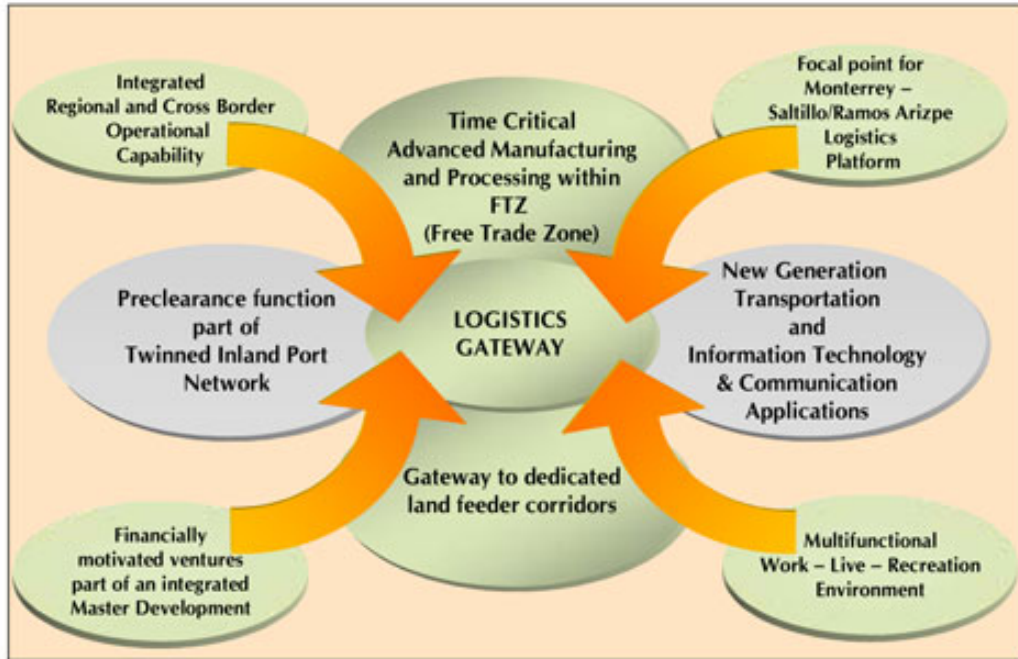 Integrated
Regional and Cross Border
Operational
Capability
Time Critical
Advanced Manufacturing
and Processing within
FTZ
(Free Trade Zone)
Focal point for
Monterrey –
Saltillo/Ramos Arizpe
Logistics
Platform
Preclearance function
part of
Twinned Inland Port
Network
LOGISTICS
GATEWAY
New Generation
Transportation
and
Information Technology
& Communication
Applications
Financially
motivated ventures
part of an integrated
Master Development
Gateway to dedicated
land feeder corridors
Multifunctional
Work – Live – Recreation
Environment